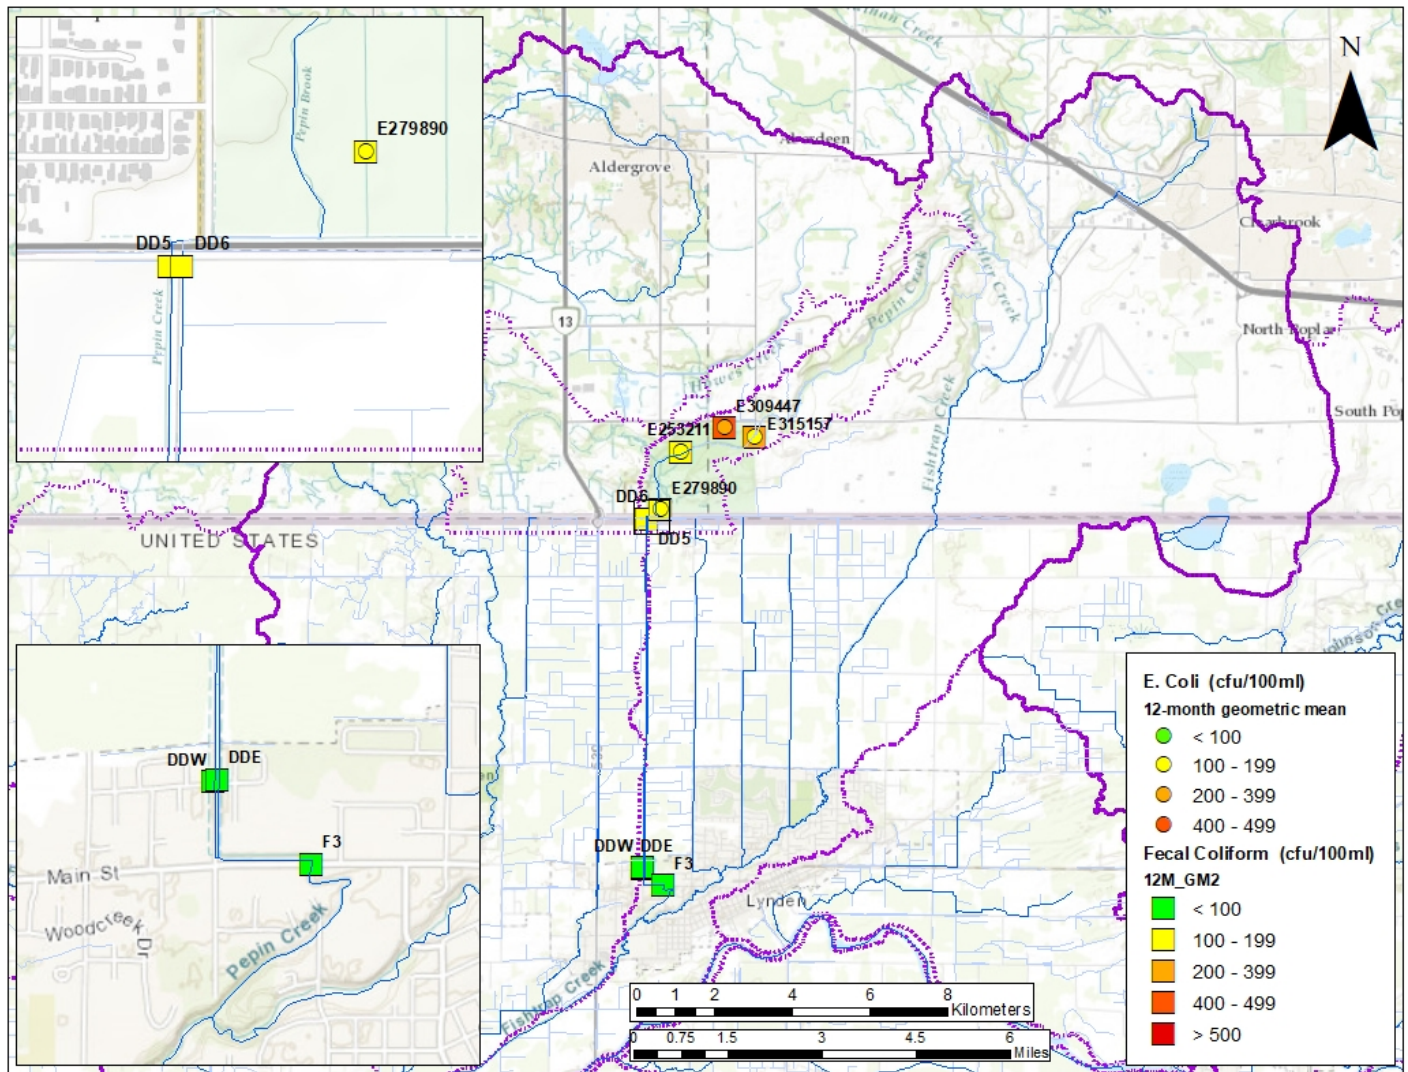 Pepin Brook
E279890
DD5
DD6
Pepin Creek
N
Aberdeen
Aldergrove
Clearbrook
13
Pepin Creek
North Poplar
Howes Creek
South Po
E309447
E315157
E253211
Fishtrap Creek
E279890
DD6
DD5
UNITED STATES
DDW
DDE
F3
Main St
Woodcreek Dr
Pepin Creek
DDW
DDE
F3
Lynden
Fishtrap Creek
0 1 2 4 6 8
Kilometers
0 0.75 1.5 3 4.5 6
Miles
E. Coli (cfu/100ml)
12-month geometric mean
< 100
100 - 199
200 - 399
400 - 499
Fecal Coliform (cfu/100ml)
12M_GM2
< 100
100 - 199
200 - 399
400 - 499
> 500